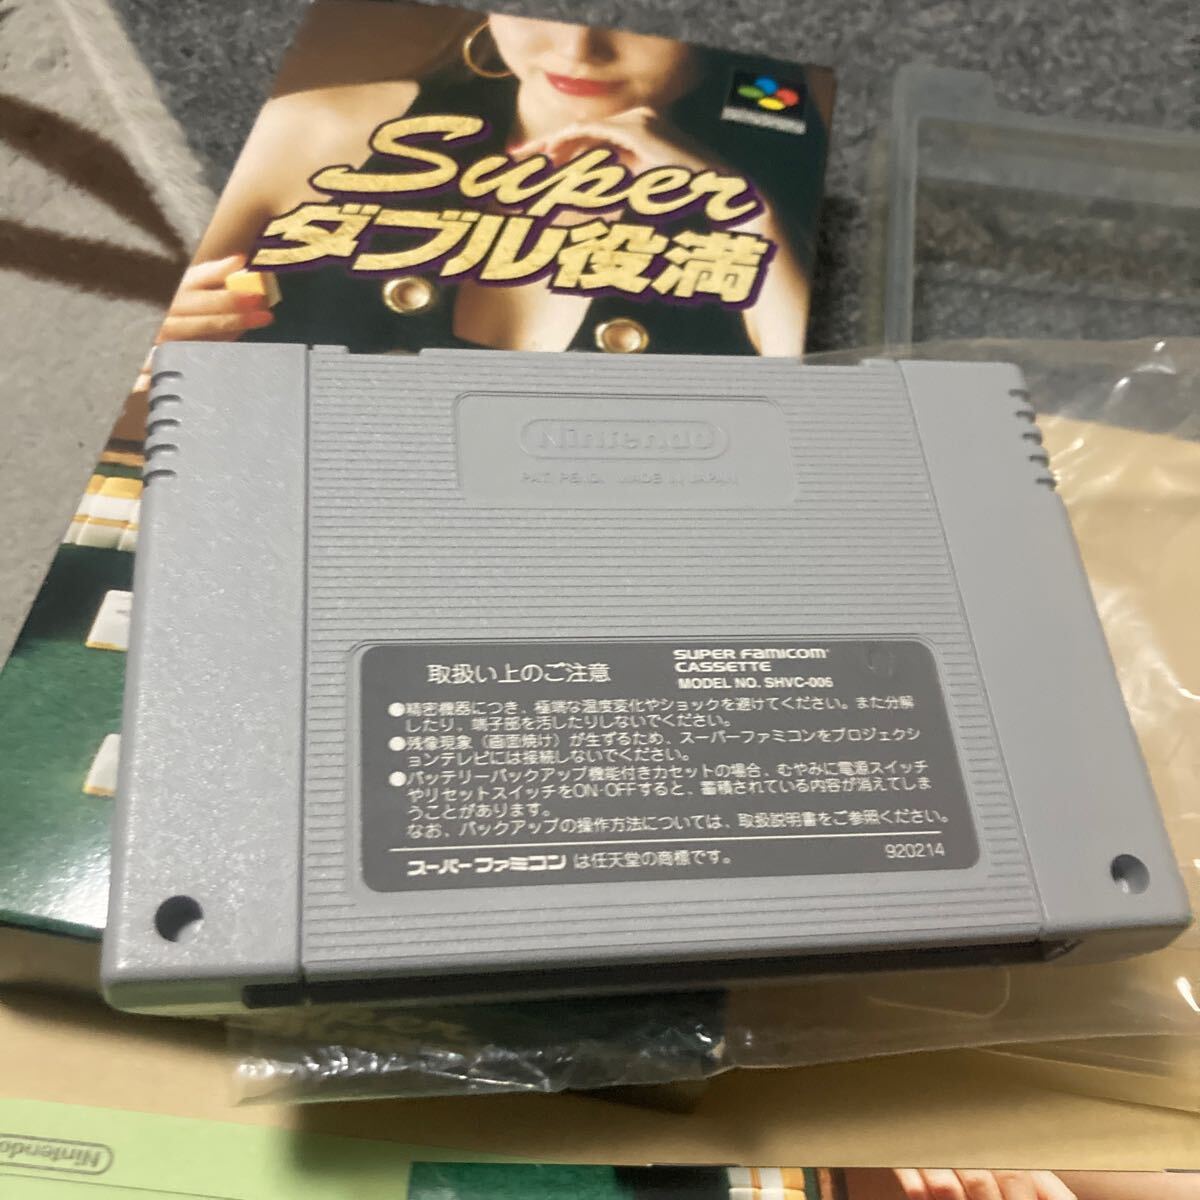 Super
ダブル役満
Nintendo
PAT. PEND. MADE IN JAPAN
取扱い上のご注意
SUPER FAMICOM
CASSETTE
MODEL NO. SHVC-006
●精密機器につき、極端な温度変化やショックを避けてください。また分解
したり、端子部を汚したりしないでください。
●残像現象（画面焼け）が生ずるため、スーパーファミコンをプロジェクシ
ョンテレビには接続しないでください。
●バッテリーバックアップ機能付きカセットの場合、むやみに電源スイッチ
やリセットスイッチをON-OFFすると、蓄積されている内容が消えてしま
うことがあります。
なお、バックアップの操作方法については、取扱説明書をご参照ください。
スーパーファミコンは任天堂の商標です。
920214
Super
Nintendo